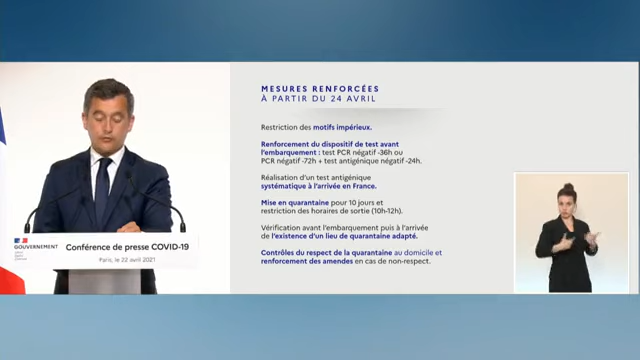 MESURES RENFORCÉES
À PARTIR DU 24 AVRIL
Restriction des motifs impérieux.
Renforcement du dispositif de test avant
l'embarquement : test PCR négatif -36h ou
PCR négatif -72h + test antigénique négatif -24h.
Réalisation d'un test antigénique
systématique à l'arrivée en France.
Mise en quarantaine pour 10 jours et
restriction des horaires de sortie (10h-12h).
Vérification avant l'embarquement puis à l'arrivée
de l'existence d'un lieu de quarantaine adapté.
Contrôles du respect de la quarantaine au domicile et
renforcement des amendes en cas de non-respect.
GOUVERNEMENT
Conférence de presse COVID-19
Paris, le 22 avril 2021